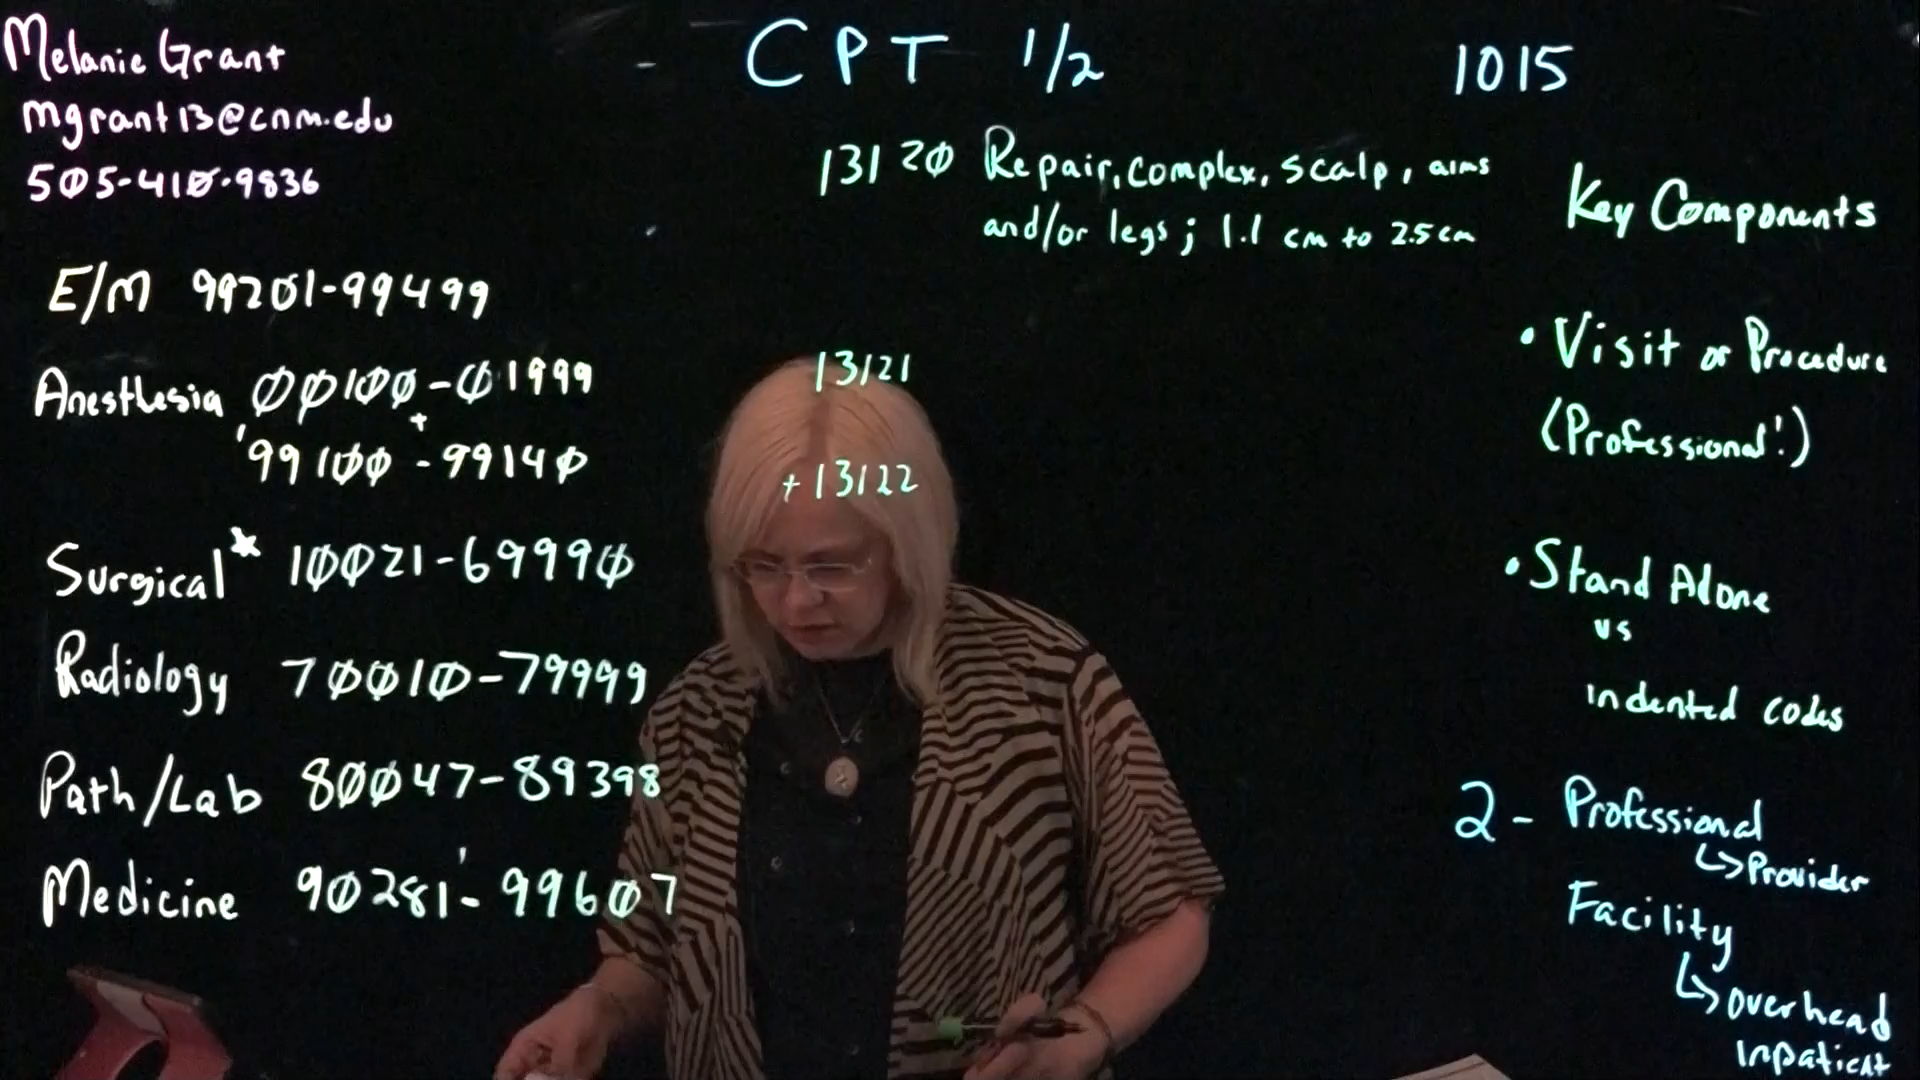 Melanie Grant
mgrant13@cnm.edu
505-410-9836
CPT 1/2
1015
13120 Repair, complex, scalp, arms
and/or legs; 1.1 cm to 2.5 cm
13121
+13122
E/M 99201-99499
Anesthesia 00100-01999
+
99100-99140
Surgical* 10021-69990
Radiology 70010-79999
Path/Lab 80047-89398
Medicine 90281-99607
Key Components
• Visit or Procedure
(Professional!)
• Stand Alone
vs
indented codes
2 - Professional
↳ Provider
Facility
↳ overhead
inpatient